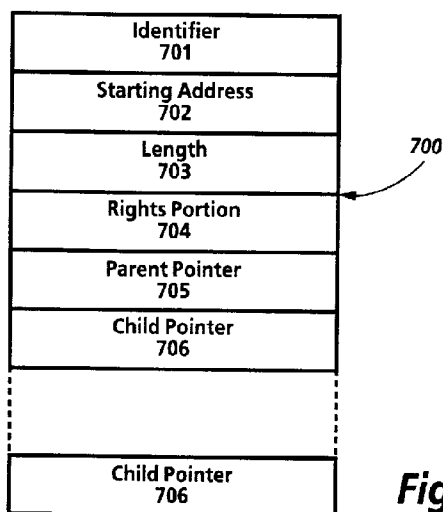 Identifier
701
Starting Address
702
Length
703
700
Rights Portion
704
Parent Pointer
705
Child Pointer
706
Child Pointer
706
Fig